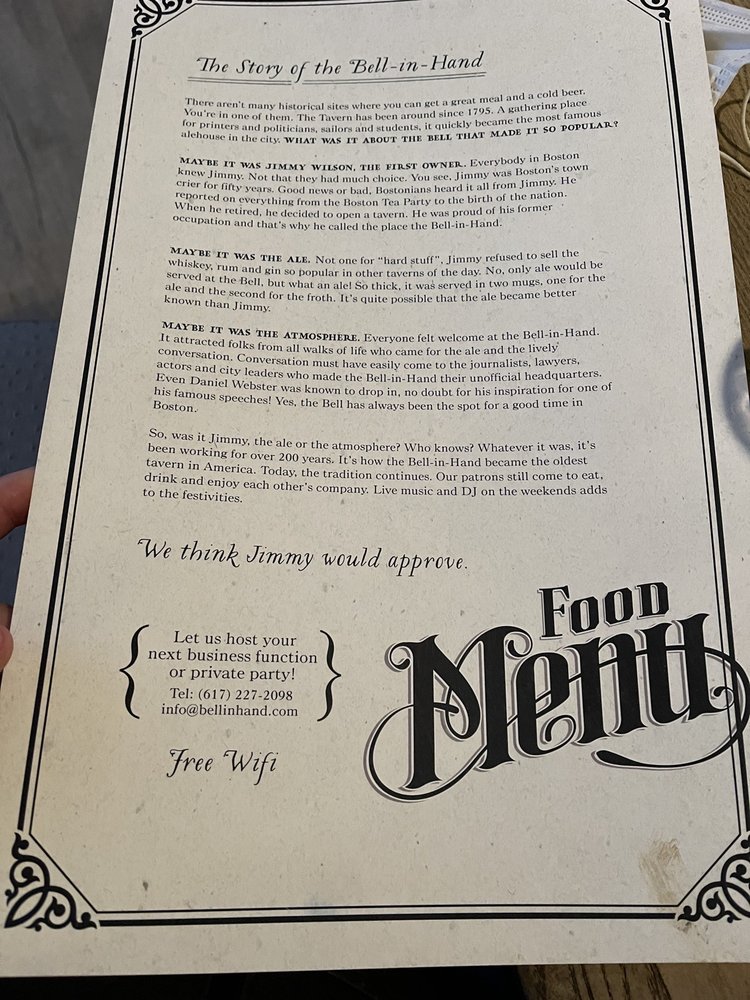 The Story of the Bell-in-Hand
There aren't many historical sites where you can get a great meal and a cold beer.
You're in one of them. The Tavern has been around since 1795. A gathering place
for printers and politicians, sailors and students, it quickly became the most famous
alehouse in the city. WHAT WAS IT ABOUT THE BELL THAT MADE IT SO POPULAR?
MAYBE IT WAS JIMMY WILSON, THE FIRST OWNER. Everybody in Boston
knew Jimmy. Not that they had much choice. You see, Jimmy was Boston's town
crier for fifty years. Good news or bad, Bostonians heard it all from Jimmy. He
reported on everything from the Boston Tea Party to the birth of the nation.
When he retired, he decided to open a tavern. He was proud of his former
occupation and that's why he called the place the Bell-in-Hand.
MAYBE IT WAS THE ALE. Not one for "hard stuff", Jimmy refused to sell the
whiskey, rum and gin so popular in other taverns of the day. No, only ale would be
served at the Bell, but what an ale! So thick, it was served in two mugs, one for the
ale and the second for the froth. It's quite possible that the ale became better
known than Jimmy.
MAYBE IT WAS THE ATMOSPHERE. Everyone felt welcome at the Bell-in-Hand.
It attracted folks from all walks of life who came for the ale and the lively
conversation. Conversation must have easily come to the journalists, lawyers,
actors and city leaders who made the Bell-in-Hand their unofficial headquarters.
Even Daniel Webster was known to drop in, no doubt for his inspiration for one of
his famous speeches! Yes, the Bell has always been the spot for a good time in
Boston.
So, was it Jimmy, the ale or the atmosphere? Who knows? Whatever it was, it's
been working for over 200 years. It's how the Bell-in-Hand became the oldest
tavern in America. Today, the tradition continues. Our patrons still come to eat,
drink and enjoy each other's company. Live music and DJ on the weekends adds
to the festivities.
We think Jimmy would approve.
Let us host your
next business function
or private party!
Tel: (617) 227-2098
info@bellinhand.com
Free Wifi
FOOD
Menu